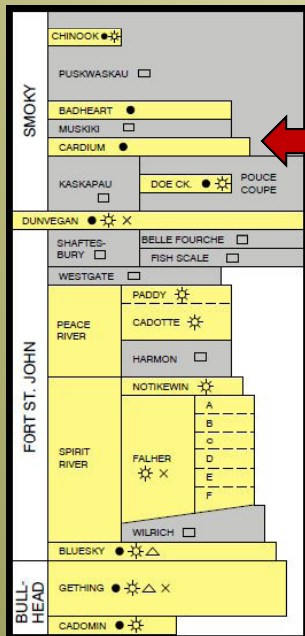 SMOKY
CHINOOK
PUSKWASKAU
BADHEART
MUSKIKI
CARDIUM
KASKAPAU
DOE CK.
POUCE
COUPE
DUNVEGAN
FORT ST. JOHN
SHAFTES-
BURY
BELLE FOURCHE
FISH SCALE
WESTGATE
PEACE
RIVER
PADDY
CADOTTE
HARMON
SPIRIT
RIVER
NOTIKEWIN
FALHER
A
B
C
D
E
F
WILRICH
BLUESKY
BULL-
HEAD
GETHING
CADOMIN